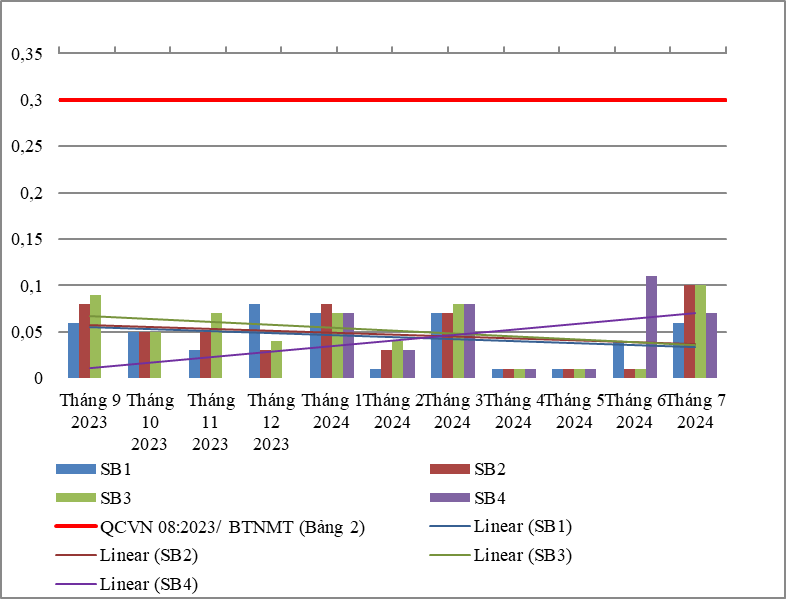 0,35
0,3
0,25
0,2
0,15
0,1
0,05
0
Tháng 9 Tháng Tháng Tháng Tháng 1 Tháng 2 Tháng 3 Tháng 4 Tháng 5 Tháng 6 Tháng 7
2023 10 11 12 2024 2024 2024 2024 2024 2024 2024
2023 2023 2023
SB1 SB2
SB3 SB4
QCVN 08:2023/ BTNMT (Bảng 2) Linear (SB1)
Linear (SB2) Linear (SB3)
Linear (SB4)